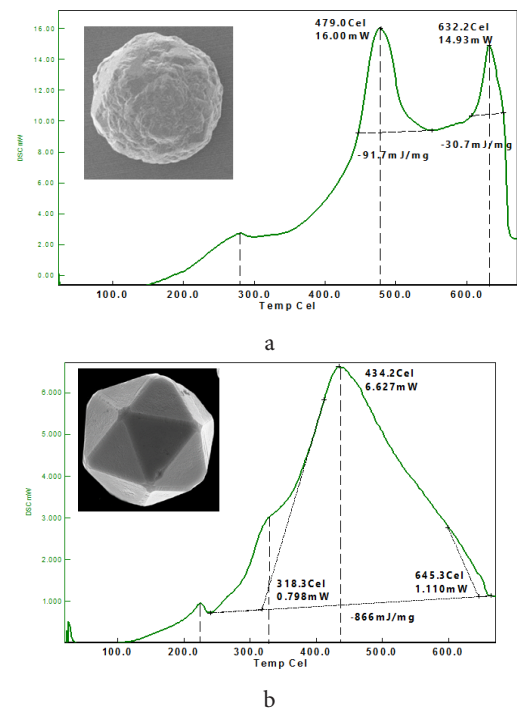 a
479.0Cel
16.00mW
632.2Cel
14.93mW
-91.7mJ/mg
-30.7mJ/mg
DSC mW
16.00
14.00
12.00
10.00
8.00
6.00
4.00
2.00
0.00
100.0 200.0 300.0 400.0 500.0 600.0
Temp Cel
a
b
434.2Cel
6.627mW
318.3Cel
0.798mW
645.3Cel
1.110mW
-866mJ/mg
DSC mW
6.000
5.000
4.000
3.000
2.000
1.000
100.0 200.0 300.0 400.0 500.0 600.0
Temp Cel
b